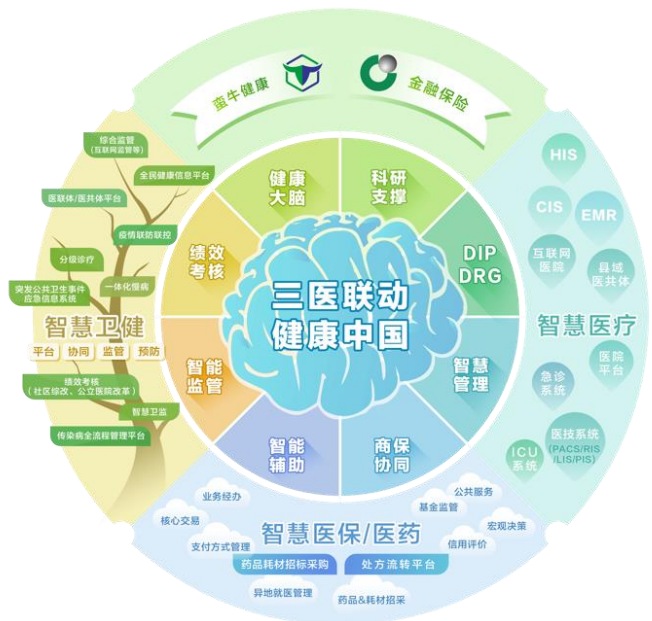 蛮牛健康
金融保险
综合监管
(互联网监管等)
全民健康信息平台
医联体/医共体平台
疫情联防联控
分级诊疗
突发公共卫生事件
应急信息系统
一体化慢病
智慧卫健
平台
协同
监管
预防
绩效考核
(社区综改、公立医院改革)
智慧卫监
传染病全流程管理平台
健康
大脑
科研
支撑
绩效
考核
DIP
DRG
三医联动
健康中国
智能
监管
智慧
管理
智能
辅助
商保
协同
HIS
CIS
EMR
互联网
医院
县域
医共体
智慧医疗
医院
平台
急诊
系统
医技系统
(PACS/RIS
/LIS/PIS)
ICU
系统
业务经办
公共服务
基金监管
核心交易
宏观决策
智慧医保/医药
支付方式管理
信用评价
药品耗材招标采购
处方流转平台
异地就医管理
药品&耗材招采